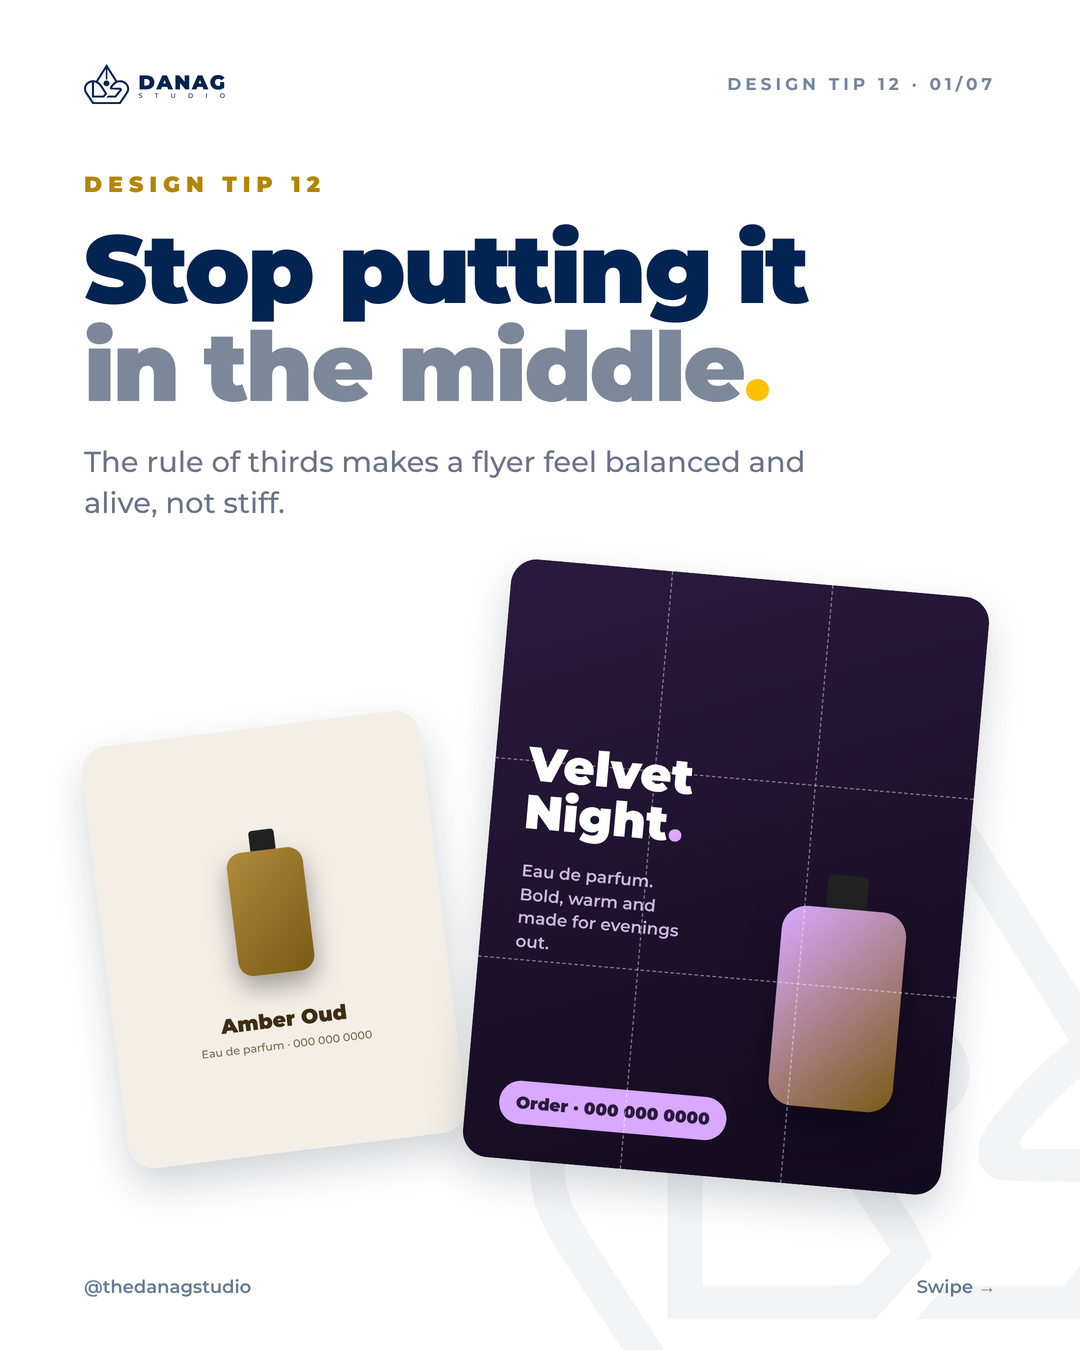 DANAG
STUDIO
DESIGN TIP 12 · 01/07
DESIGN TIP 12
Stop putting it
in the middle.
The rule of thirds makes a flyer feel balanced and
alive, not stiff.
Amber Oud
Eau de parfum · 000 000 0000
Velvet
Night.
Eau de parfum.
Bold, warm and
made for evenings
out.
Order · 000 000 0000
@thedanagstudio
Swipe →